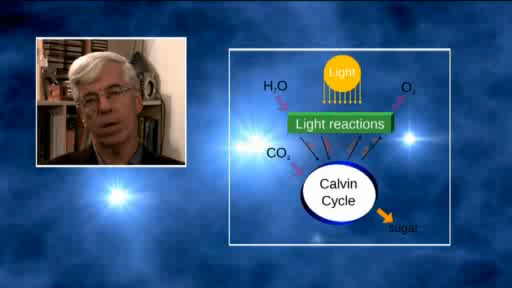 Light
H₂O
O₂
Light reactions
CO₂
Calvin
Cycle
sugar